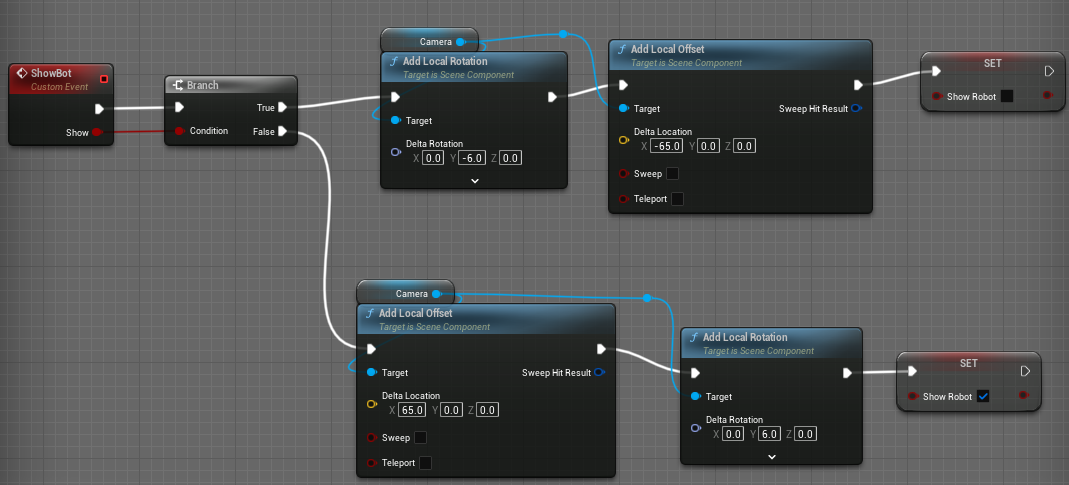 ShowBot
Custom Event
Show
Branch
True
Condition
False
Camera
f Add Local Rotation
Target is Scene Component
Target
Delta Rotation
X 0.0 Y -6.0 Z 0.0
f Add Local Offset
Target is Scene Component
Target
Sweep Hit Result
Delta Location
X -65.0 Y 0.0 Z 0.0
Sweep
Teleport
SET
Show Robot
Camera
f Add Local Offset
Target is Scene Component
Target
Sweep Hit Result
Delta Location
X 65.0 Y 0.0 Z 0.0
Sweep
Teleport
f Add Local Rotation
Target is Scene Component
Target
Delta Rotation
X 0.0 Y 6.0 Z 0.0
SET
Show Robot